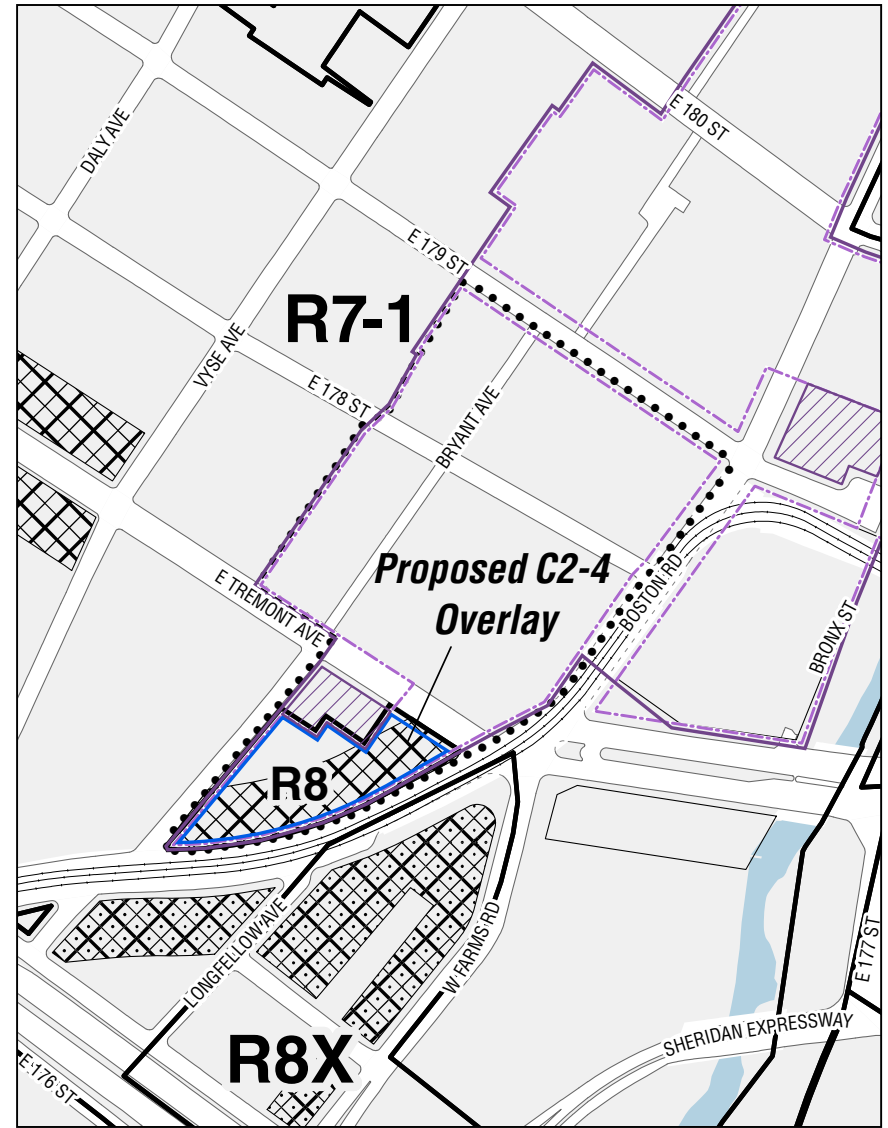 E 180 ST
DALY AVE
E 179 ST
R7-1
VYSE AVE
E 178 ST
BRYANT AVE
Proposed C2-4
Overlay
E TREMONT AVE
BOSTON RD
BRONX ST
R8
LONGFELLOW AVE
W FARMS RD
E 177 ST
SHERIDAN EXPRESSWAY
R8X
E 176 ST